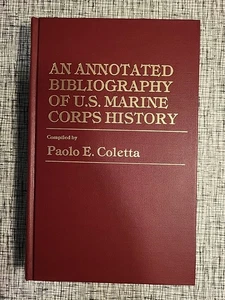 AN ANNOTATED
BIBLIOGRAPHY
OF U.S. MARINE
CORPS HISTORY
Compiled by
Paolo E. Coletta